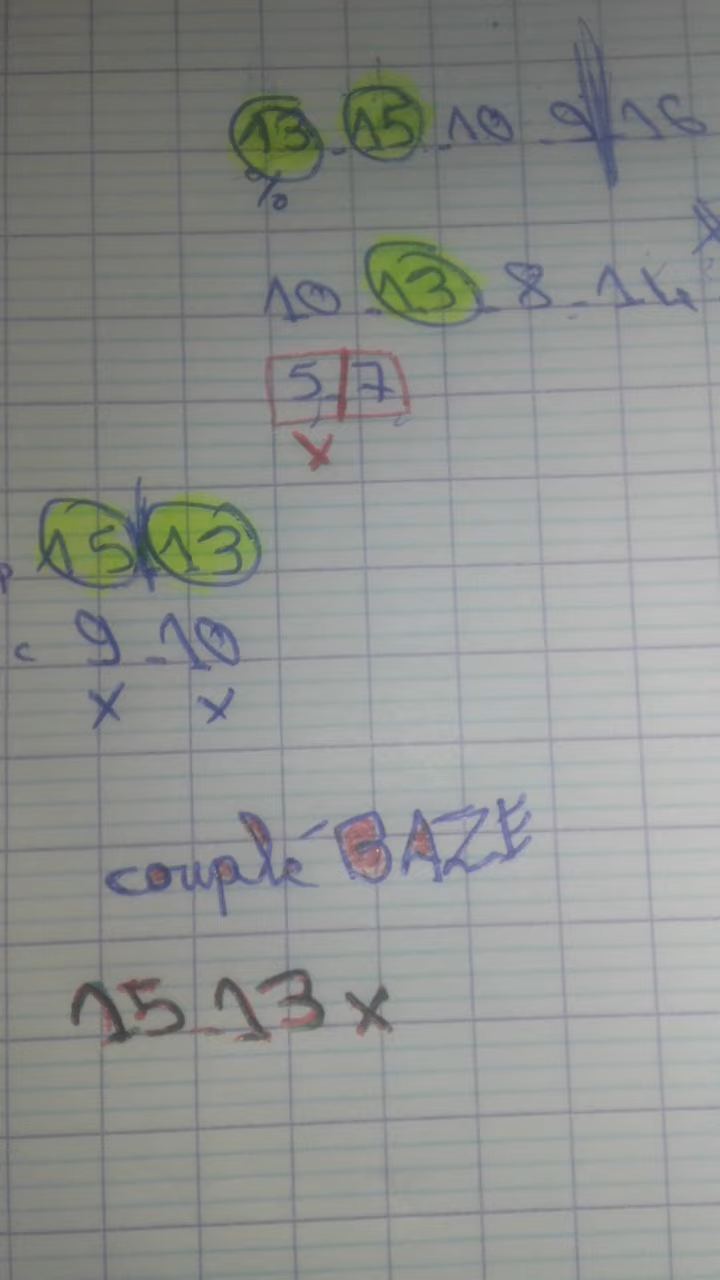 13 - 15 - 10 - 9 | 16
%
10 - 13 - 8 - 14
5 - 7
x
15 | 13
c 9 - 10
x x
couplé BAZE
15 - 13 x